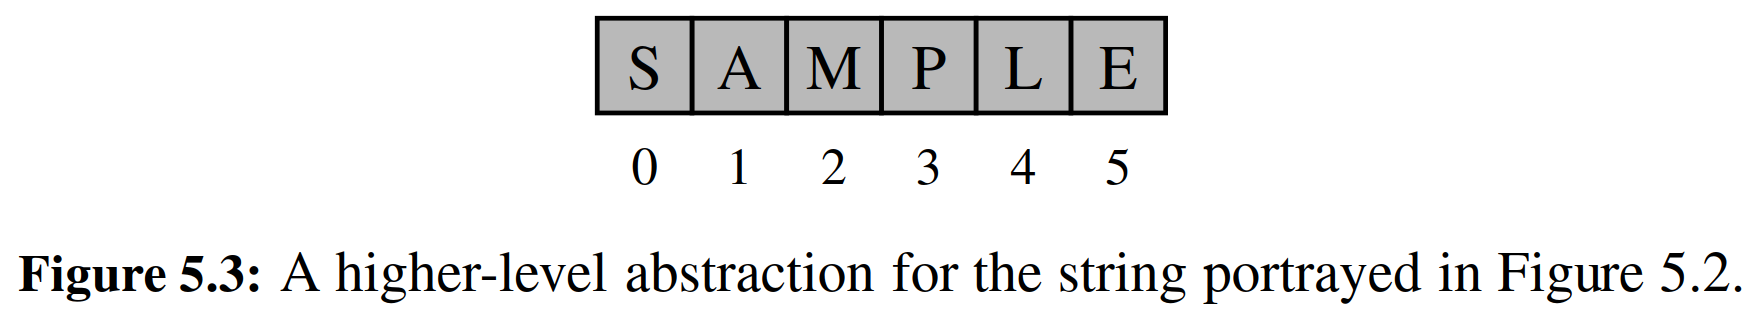 S A M P L E
0 1 2 3 4 5
Figure 5.3: A higher-level abstraction for the string portrayed in Figure 5.2.